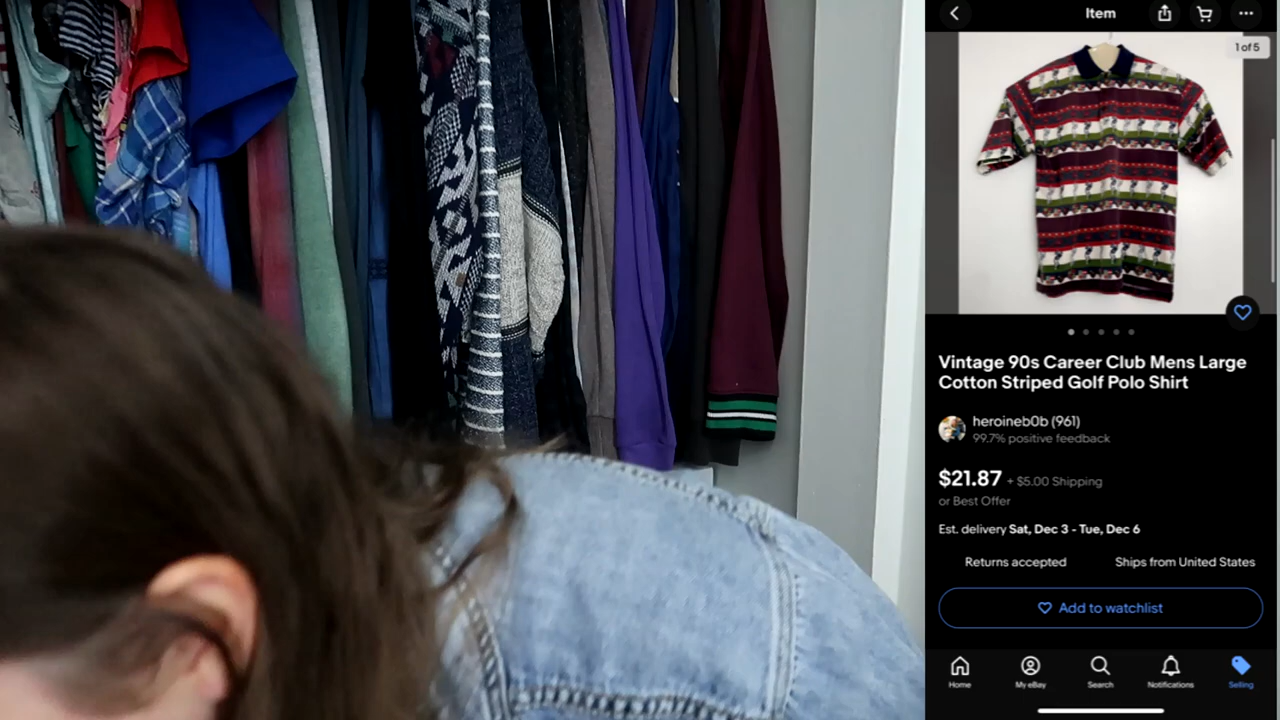 Item
1 of 5
Vintage 90s Career Club Mens Large
Cotton Striped Golf Polo Shirt
heroineb0b (961)
99.7% positive feedback
$21.87 + $5.00 Shipping
or Best Offer
Est. delivery Sat, Dec 3 - Tue, Dec 6
Returns accepted Ships from United States
Add to watchlist
Home My eBay Search Notifications Selling